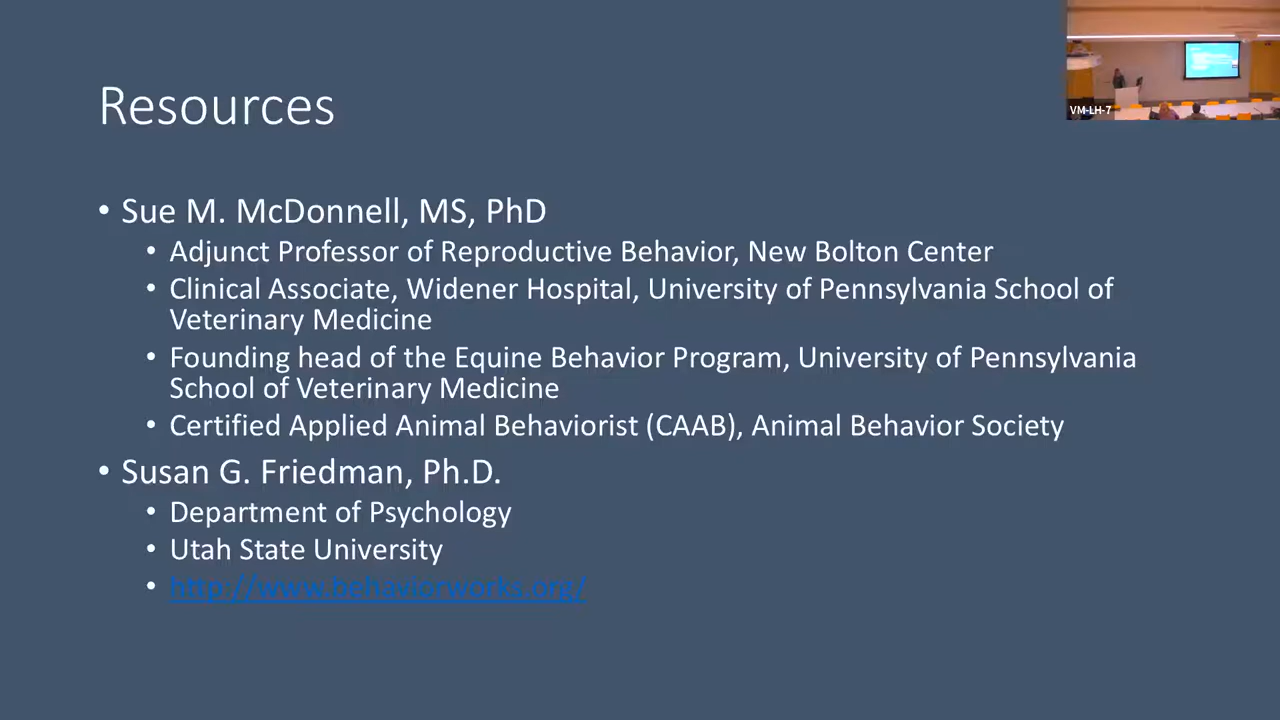 VM-LH-7
Resources
• Sue M. McDonnell, MS, PhD
• Adjunct Professor of Reproductive Behavior, New Bolton Center
• Clinical Associate, Widener Hospital, University of Pennsylvania School of
Veterinary Medicine
• Founding head of the Equine Behavior Program, University of Pennsylvania
School of Veterinary Medicine
• Certified Applied Animal Behaviorist (CAAB), Animal Behavior Society
• Susan G. Friedman, Ph.D.
• Department of Psychology
• Utah State University
• http://www.behaviorworks.org/